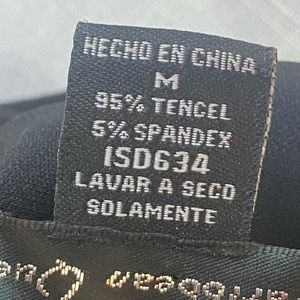 HECHO EN CHINA
M
95% TENCEL
5% SPANDEX
ISD634
LAVAR A SECO
SOLAMENTE